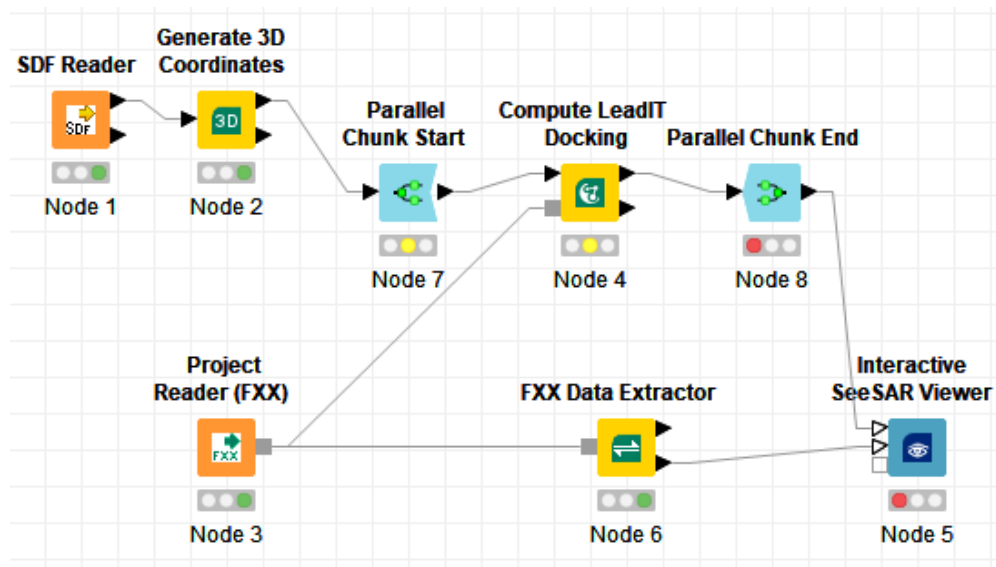 SDF Reader
SDF
Node 1
Generate 3D
Coordinates
3D
Node 2
Parallel
Chunk Start
Node 7
Compute LeadIT
Docking
Node 4
Parallel Chunk End
Node 8
Project
Reader (FXX)
FXX
Node 3
FXX Data Extractor
Node 6
Interactive
SeeSAR Viewer
Node 5